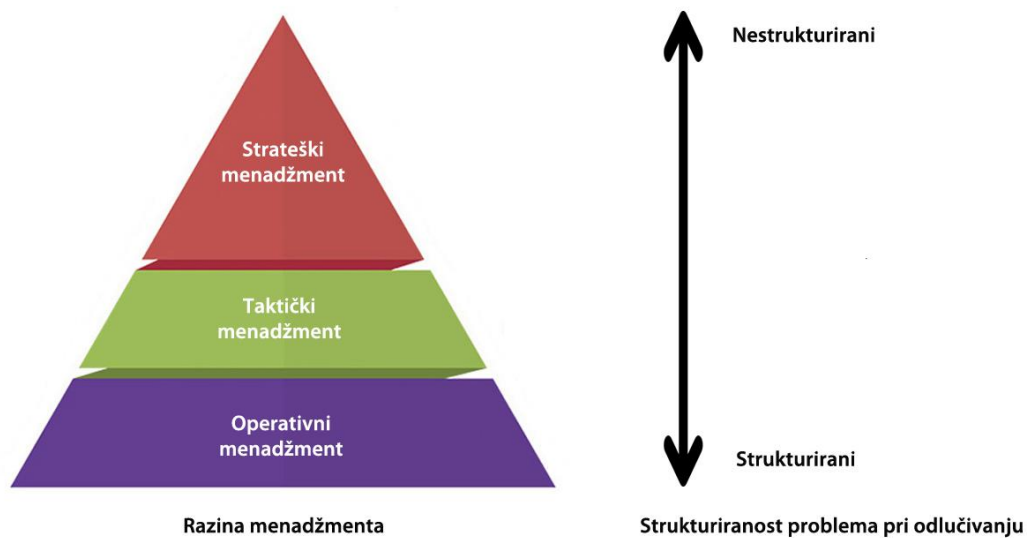 Nestrukturirani
Strateški
menadžment
Taktički
menadžment
Operativni
menadžment
Strukturirani
Razina menadžmenta
Strukturiranost problema pri odlučivanju